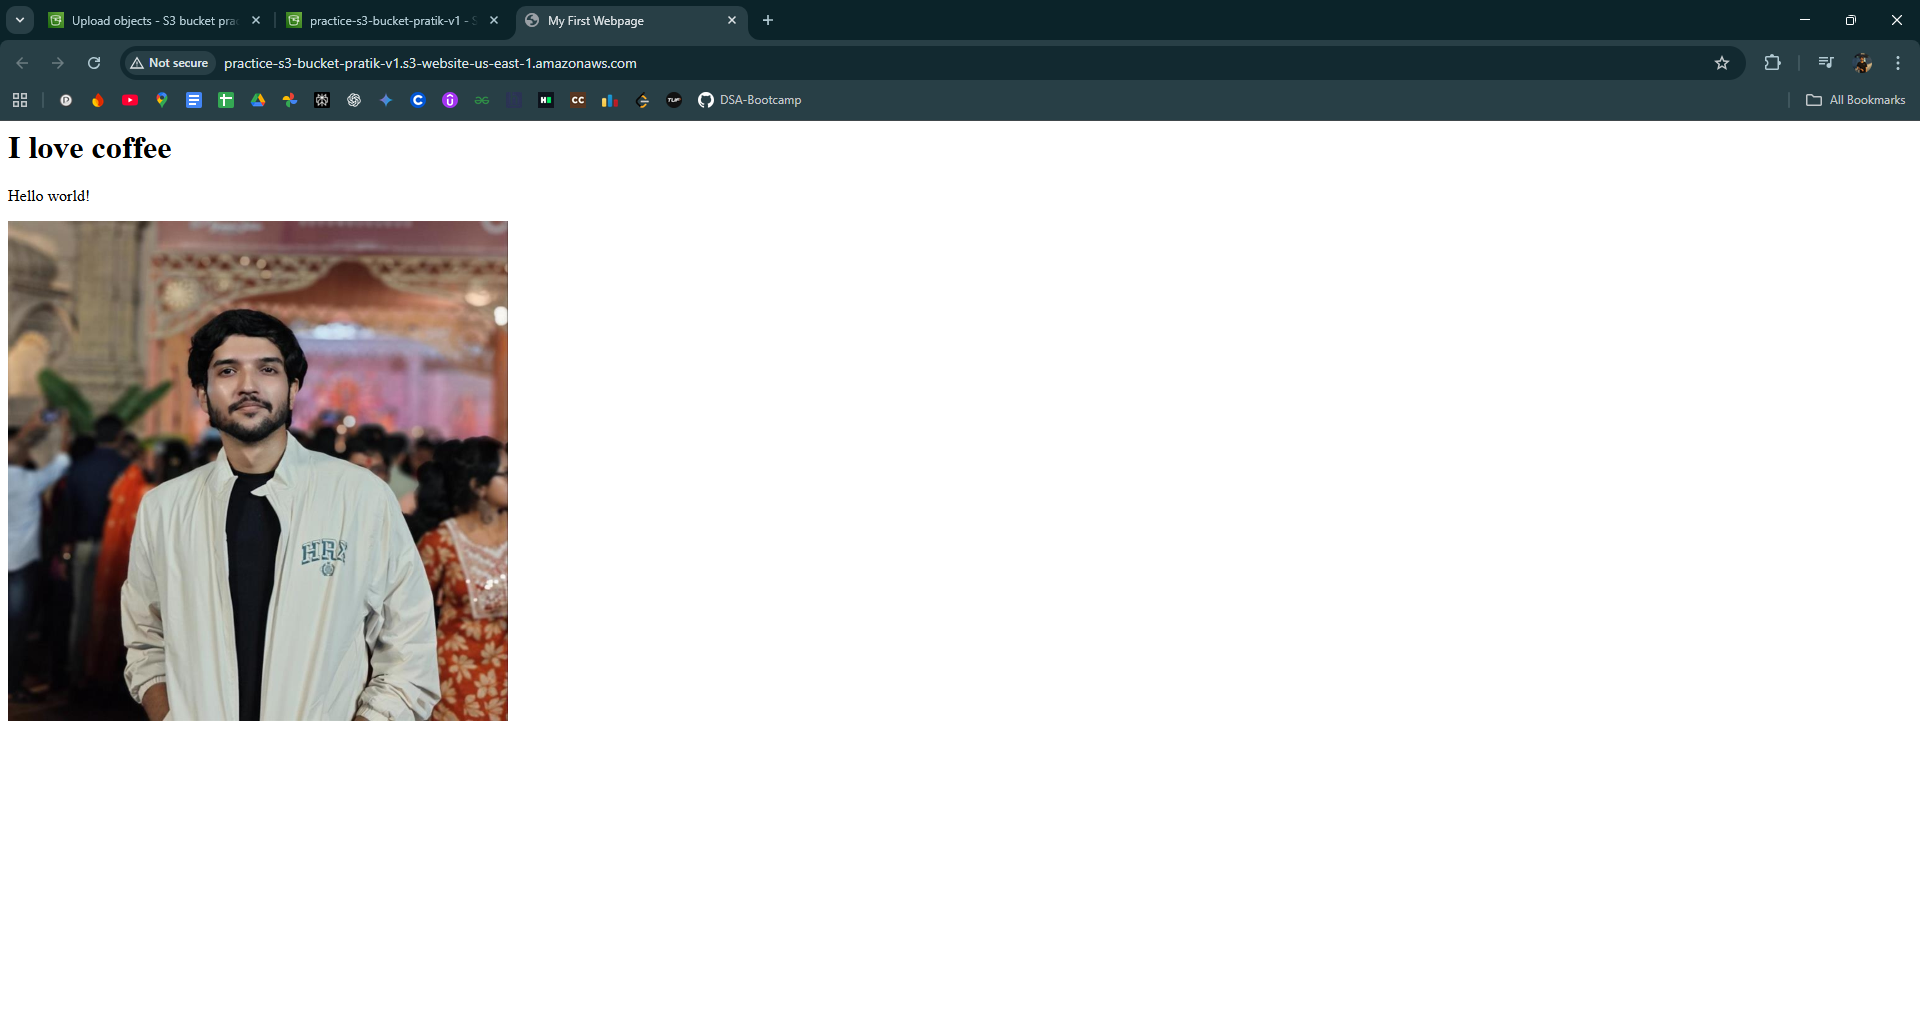 Upload objects - S3 bucket pra
practice-s3-bucket-pratik-v1 - S
My First Webpage
Not secure
practice-s3-bucket-pratik-v1.s3-website-us-east-1.amazonaws.com
DSA-Bootcamp
All Bookmarks
I love coffee
Hello world!
HRX